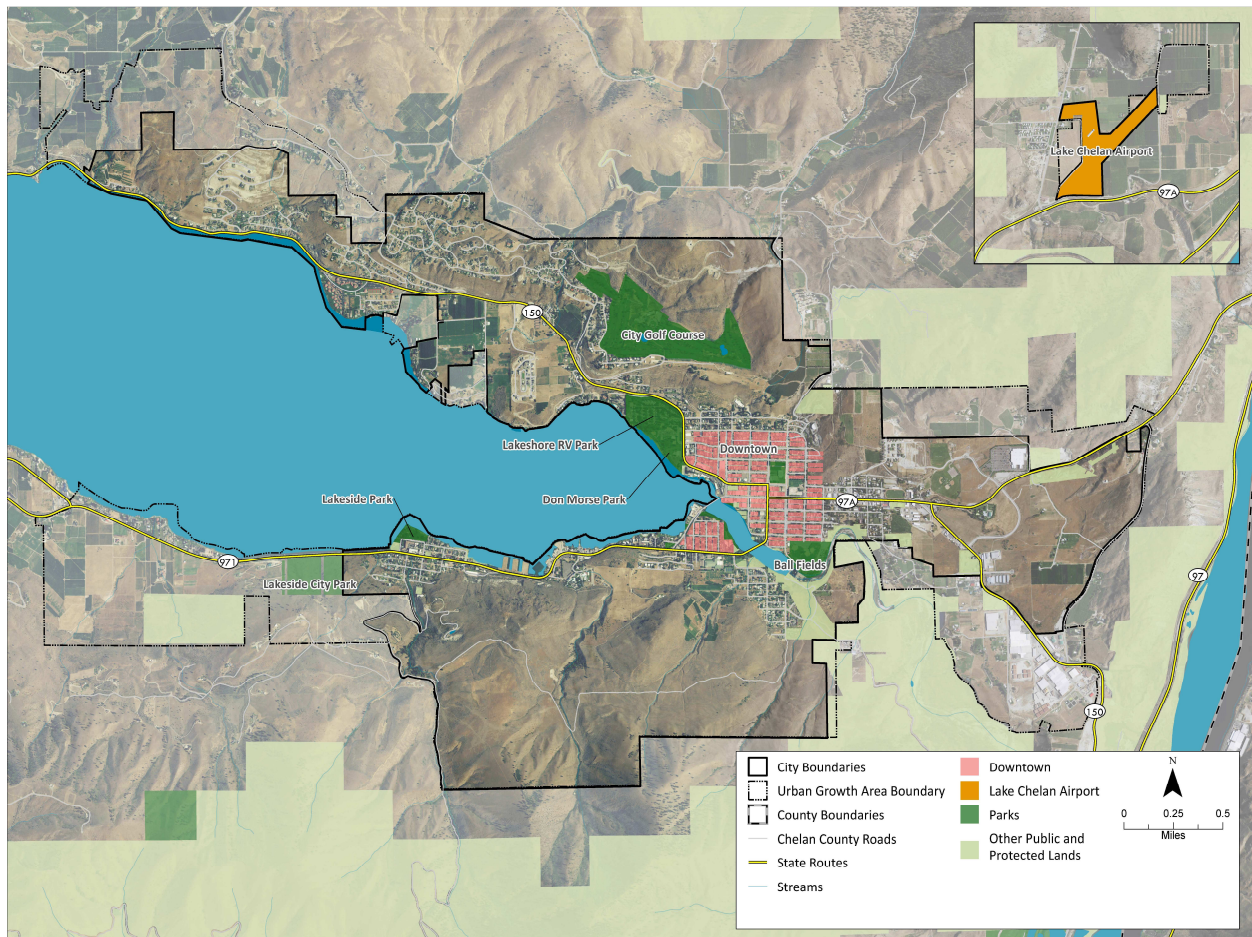 Lake Chelan Airport
97A
150
City Golf Course
Lakeshore RV Park
Downtown
Lakeside Park
Don Morse Park
97A
971
Lakeside City Park
Ball Fields
97
150
City Boundaries
Urban Growth Area Boundary
County Boundaries
Chelan County Roads
State Routes
Streams
Downtown
Lake Chelan Airport
Parks
Other Public and
Protected Lands
N
0 0.25 0.5
Miles